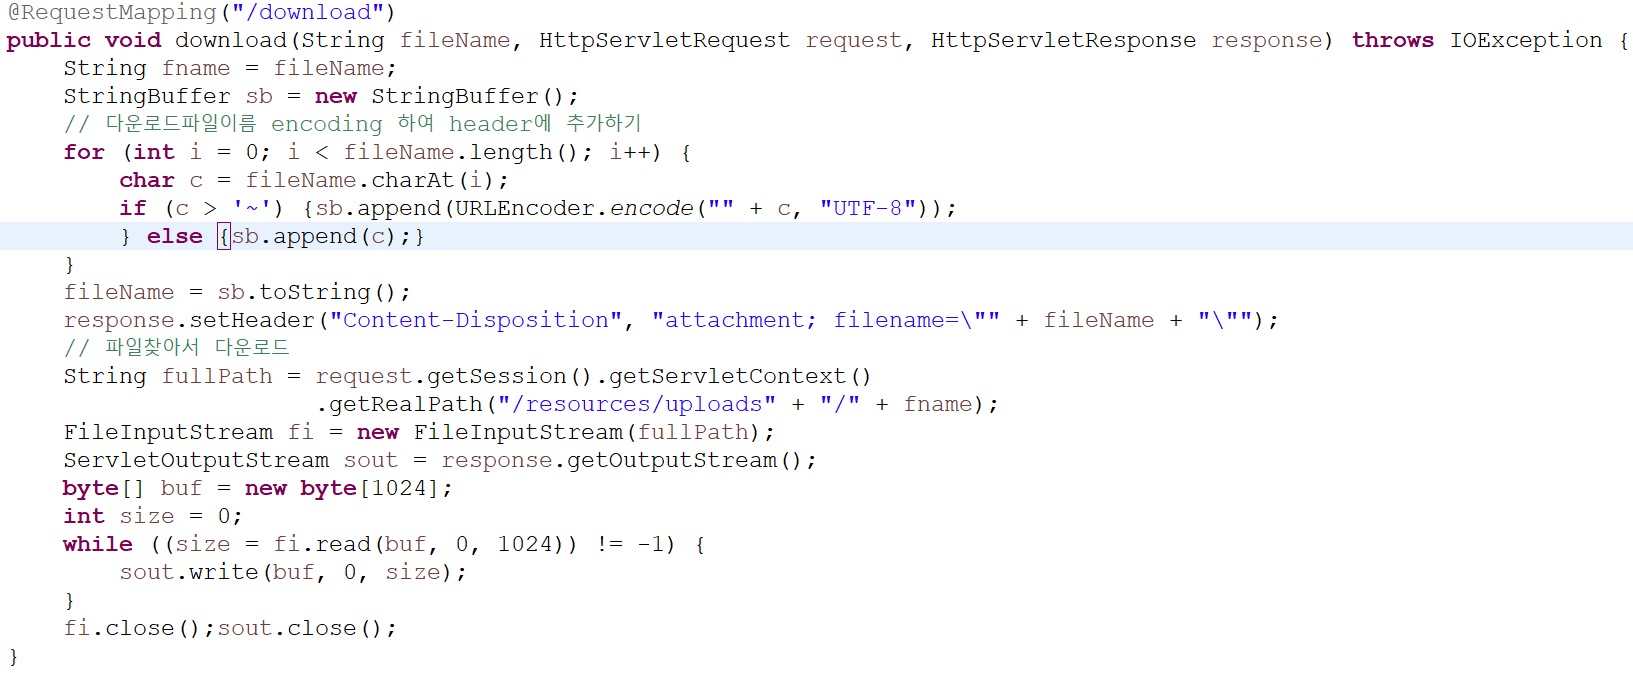 @RequestMapping("/download")
public void download(String fileName, HttpServletRequest request, HttpServletResponse response) throws IOException {
    String fname = fileName;
    StringBuffer sb = new StringBuffer();
    // 다운로드파일이름 encoding 하여 header에 추가하기
    for (int i = 0; i < fileName.length(); i++) {
        char c = fileName.charAt(i);
        if (c > '~') {sb.append(URLEncoder.encode("" + c, "UTF-8"));
        } else {sb.append(c);}
    }
    fileName = sb.toString();
    response.setHeader("Content-Disposition", "attachment; filename=\"" + fileName + "\"");
    // 파일찾아서 다운로드
    String fullPath = request.getSession().getServletContext()
                      .getRealPath("/resources/uploads" + "/" + fname);
    FileInputStream fi = new FileInputStream(fullPath);
    ServletOutputStream sout = response.getOutputStream();
    byte[] buf = new byte[1024];
    int size = 0;
    while ((size = fi.read(buf, 0, 1024)) != -1) {
        sout.write(buf, 0, size);
    }
    fi.close();sout.close();
}